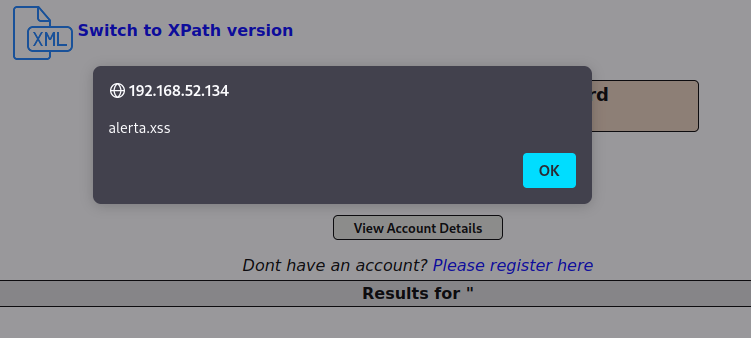 XML Switch to XPath version
192.168.52.134
alerta.xss
OK
View Account Details
Dont have an account? Please register here
Results for "